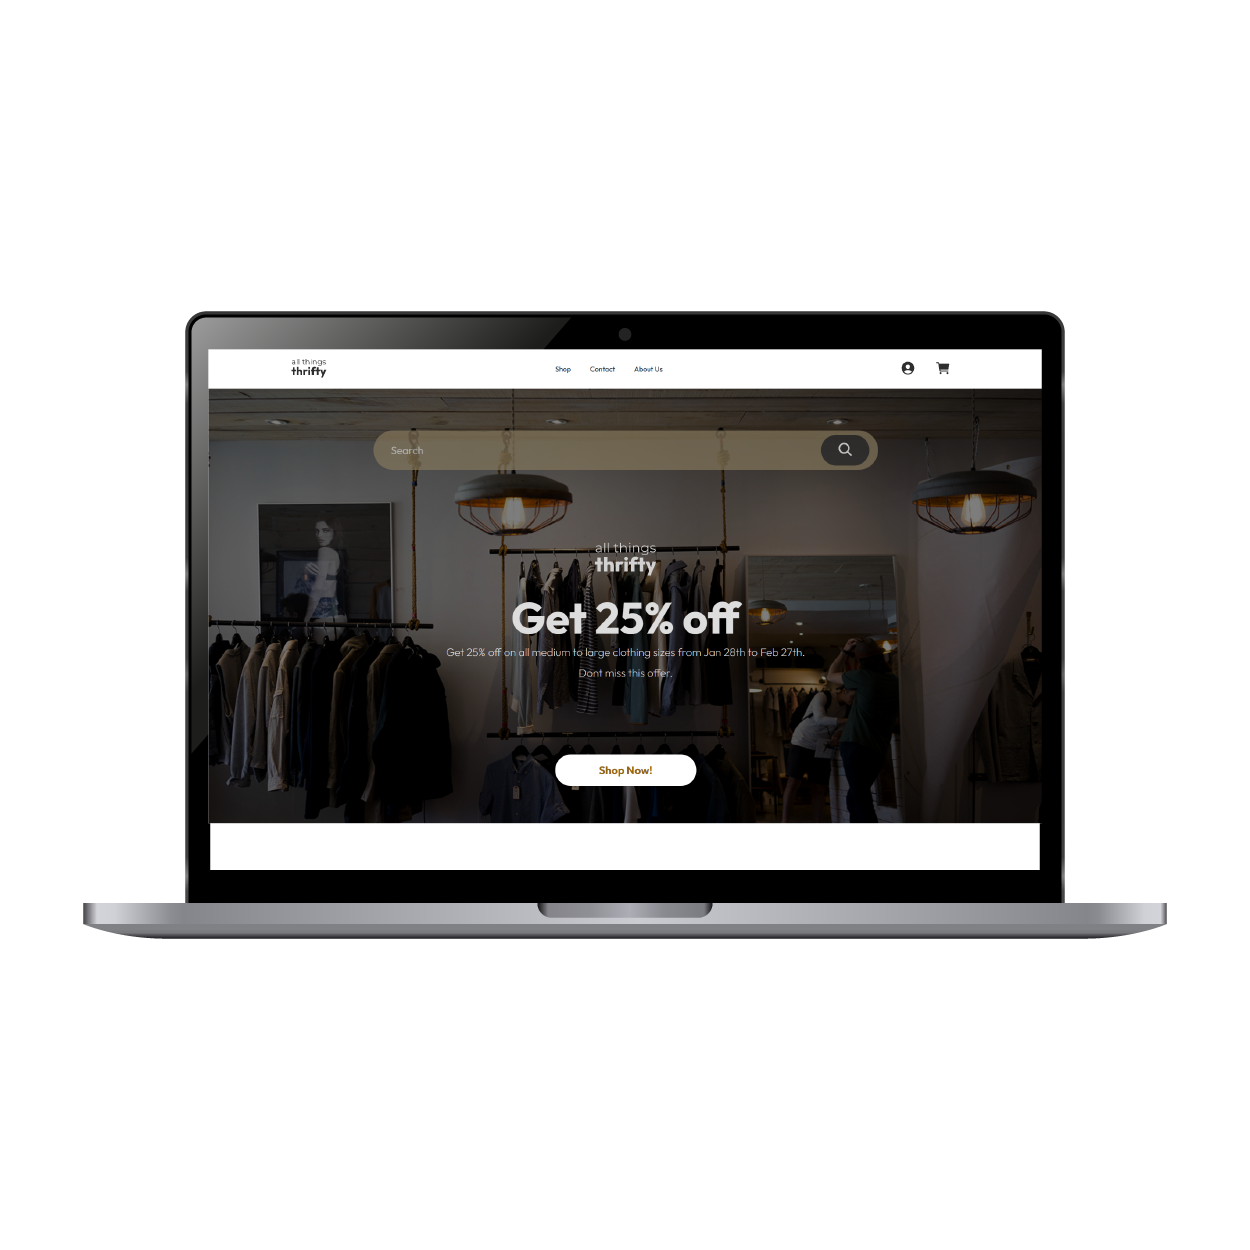 all things
thrifty
Shop Contact About Us
Search
all things
thrifty
Get 25% off
Get 25% off on all medium to large clothing sizes from Jan 28th to Feb 27th.
Dont miss this offer.
Shop Now!